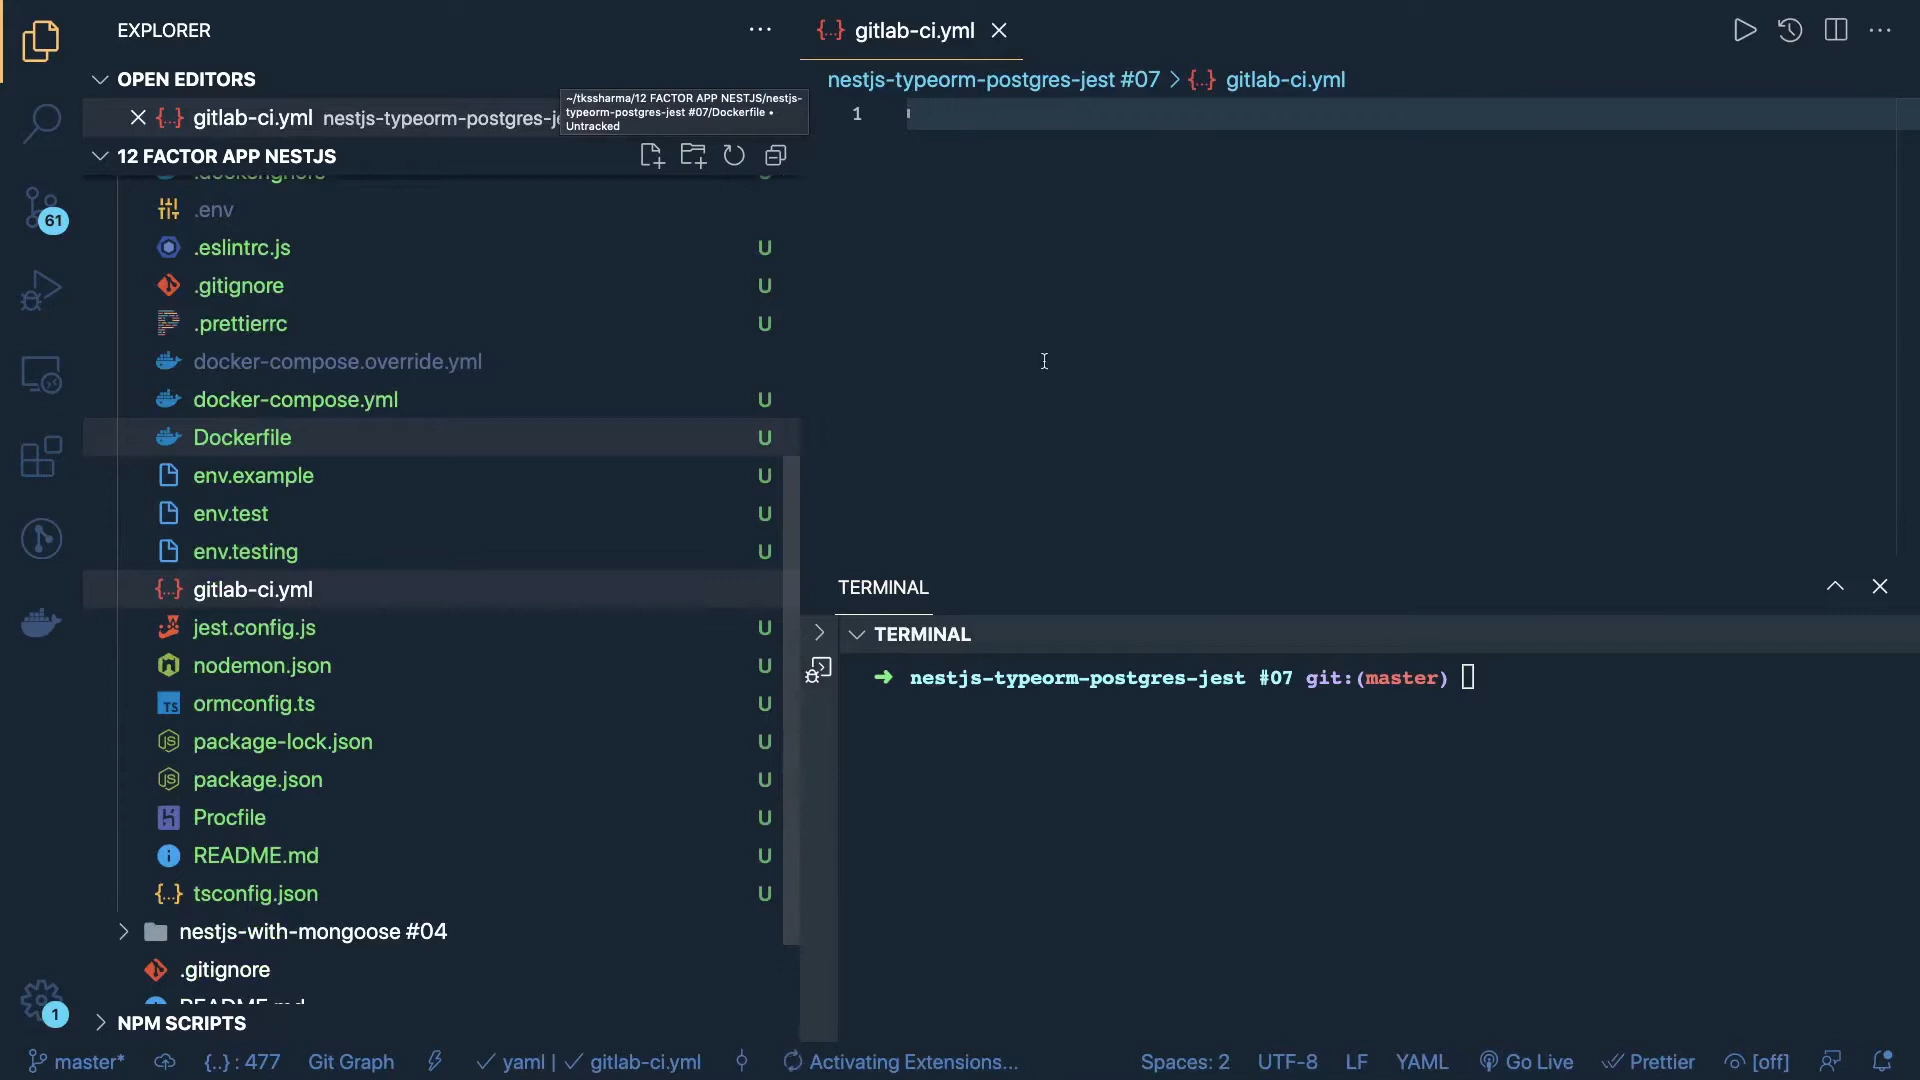 EXPLORER
OPEN EDITORS
gitlab-ci.yml nestjs-typeorm-postgres-je
~/tkssharma/12 FACTOR APP NESTJS/nestjs-
typeorm-postgres-jest #07/Dockerfile •
Untracked
12 FACTOR APP NESTJS
.env
.eslintrc.js U
.gitignore U
.prettierrc U
docker-compose.override.yml
docker-compose.yml U
Dockerfile U
env.example U
env.test U
env.testing U
gitlab-ci.yml
jest.config.js U
nodemon.json U
ormconfig.ts U
package-lock.json U
package.json U
Procfile U
README.md U
tsconfig.json U
nestjs-with-mongoose #04
.gitignore
README.md
NPM SCRIPTS
61
1
gitlab-ci.yml
nestjs-typeorm-postgres-jest #07 > {..} gitlab-ci.yml
1
TERMINAL
TERMINAL
➜ nestjs-typeorm-postgres-jest #07 git:(master)
master* {..} : 477 Git Graph ✓ yaml | ✓ gitlab-ci.yml Activating Extensions... Spaces: 2 UTF-8 LF YAML Go Live Prettier [off]